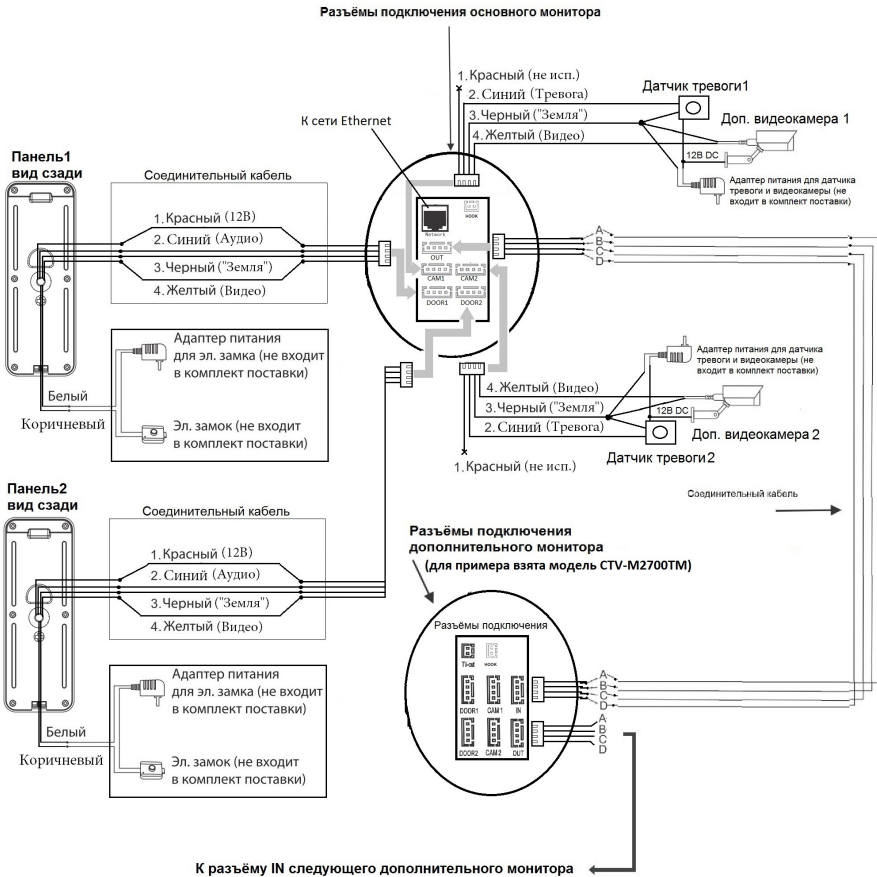 Разъёмы подключения основного монитора
1. Красный (не исп.)
2. Синий (Тревога)
3. Черный ("Земля")
4. Желтый (Видео)
Датчик тревоги1
Доп. видеокамера 1
12В DC
Адаптер питания для датчика
тревоги и видеокамеры (не
входит в комплект поставки)
К сети Ethernet
Панель1
вид сзади
Соединительный кабель
1. Красный (12В)
2. Синий (Аудио)
3. Черный ("Земля")
4. Желтый (Видео)
Network
HOOK
OUT
CAM1
CAM2
DOOR1
DOOR2
A
B
C
D
Адаптер питания
для эл. замка (не входит
в комплект поставки)
Белый
Коричневый
Эл. замок (не входит
в комплект поставки)
Адаптер питания для датчика
тревоги и видеокамеры (не
входит в комплект поставки)
4. Желтый (Видео)
3. Черный ("Земля")
2. Синий (Тревога)
1. Красный (не исп.)
12В DC
Доп. видеокамера 2
Датчик тревоги2
Соединительный кабель
Панель2
вид сзади
Соединительный кабель
1. Красный (12В)
2. Синий (Аудио)
3. Черный ("Земля")
4. Желтый (Видео)
Разъёмы подключения
дополнительного монитора
(для примера взята модель CTV-M2700TM)
Разъёмы подключения
HOOK
DOOR1
CAM1
IN
DOOR2
CAM2
OUT
A
B
C
D
A
B
C
D
Адаптер питания
для эл. замка (не входит
в комплект поставки)
Белый
Коричневый
Эл. замок (не входит
в комплект поставки)
К разъёму IN следующего дополнительного монитора